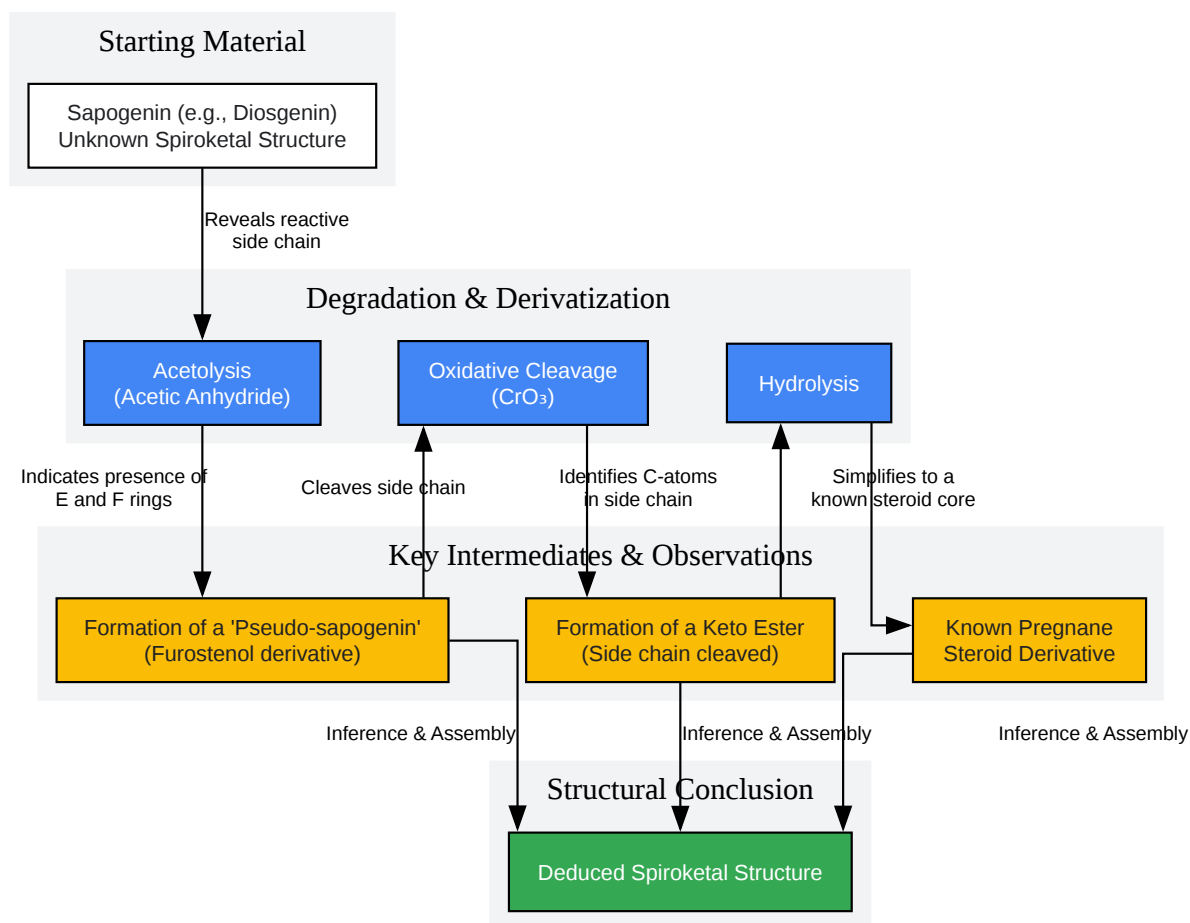 Starting Material
Sapogenin (e.g., Diosgenin)
Unknown Spiroketal Structure
Reveals reactive
side chain
Degradation & Derivatization
Acetolysis
(Acetic Anhydride)
Oxidative Cleavage
(CrO₃)
Hydrolysis
Indicates presence of
E and F rings
Cleaves side chain
Identifies C-atoms
in side chain
Simplifies to a
known steroid core
Key Intermediates & Observations
Formation of a 'Pseudo-sapogenin'
(Furostenol derivative)
Formation of a Keto Ester
(Side chain cleaved)
Known Pregnane
Steroid Derivative
Inference & Assembly
Inference & Assembly
Inference & Assembly
Structural Conclusion
Deduced Spiroketal Structure